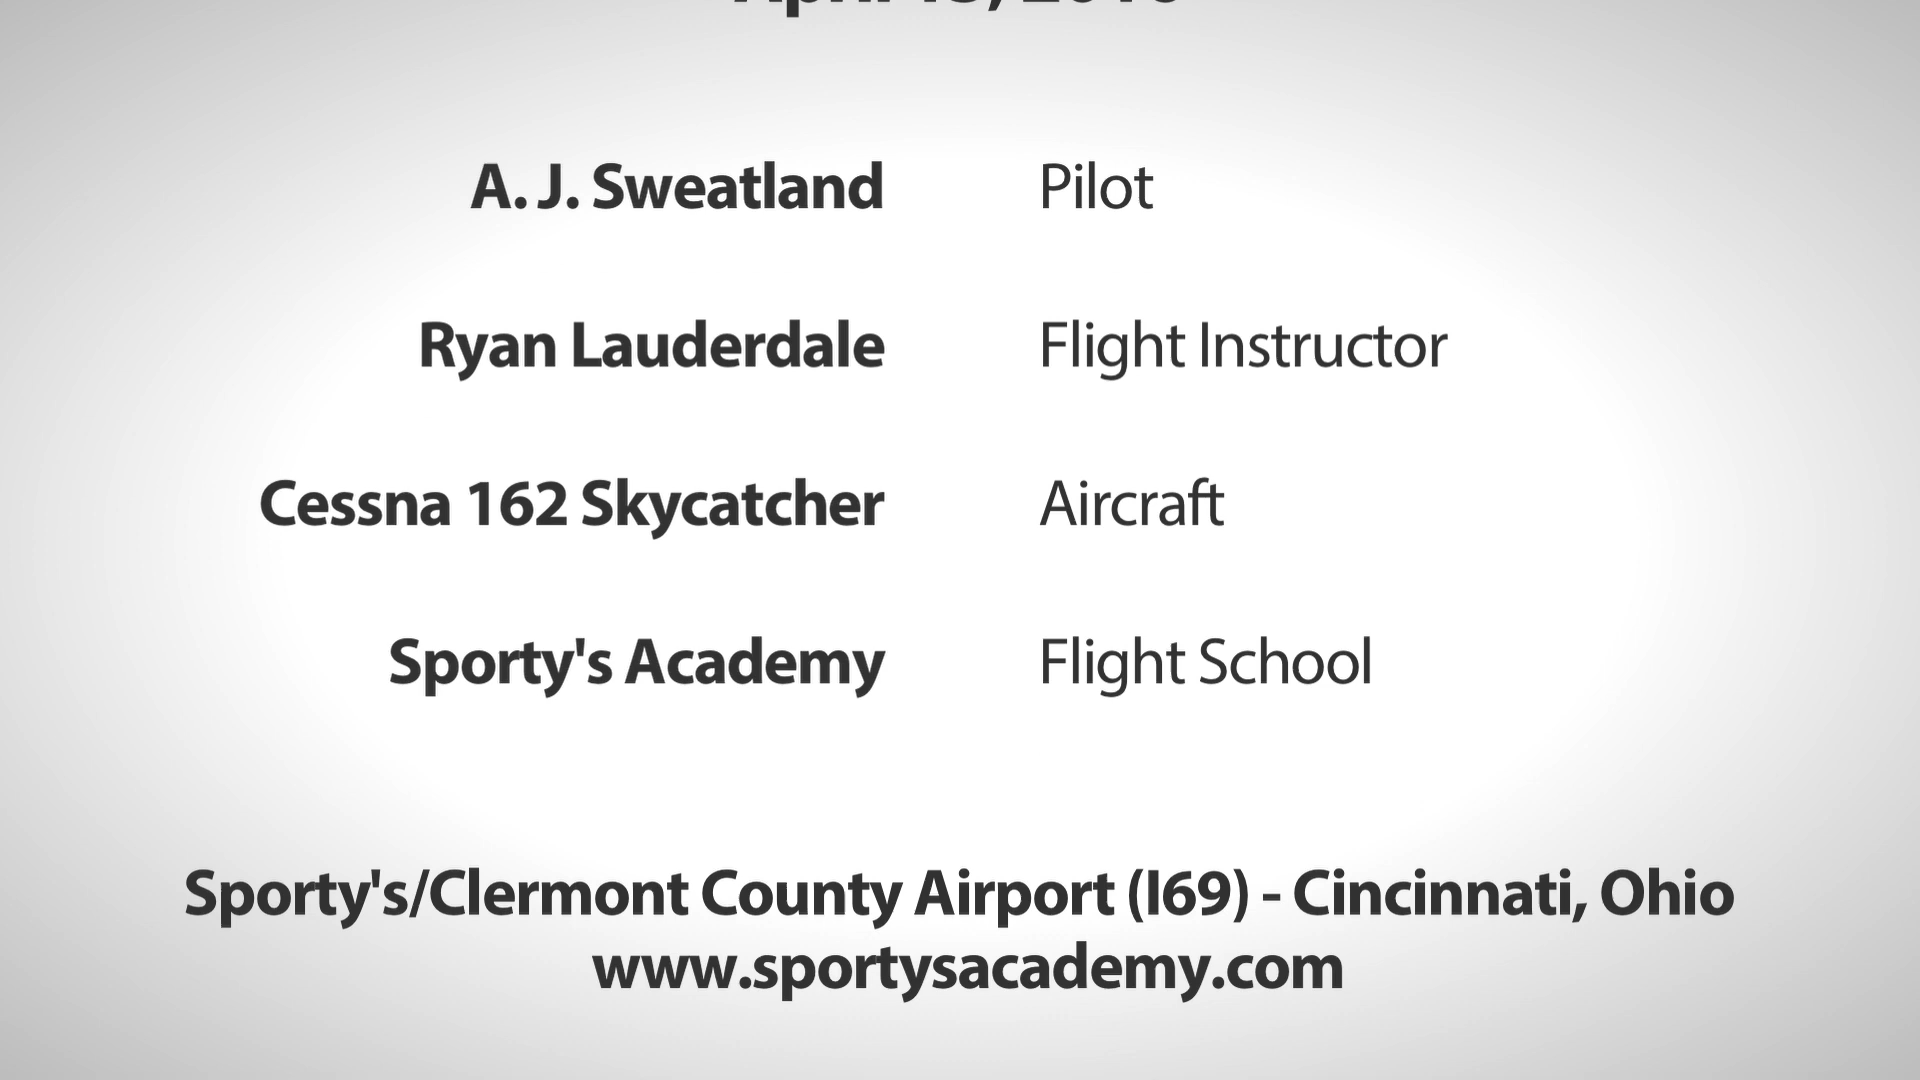 A. J. Sweatland Pilot
Ryan Lauderdale Flight Instructor
Cessna 162 Skycatcher Aircraft
Sporty's Academy Flight School
Sporty's/Clermont County Airport (I69) - Cincinnati, Ohio
www.sportysacademy.com